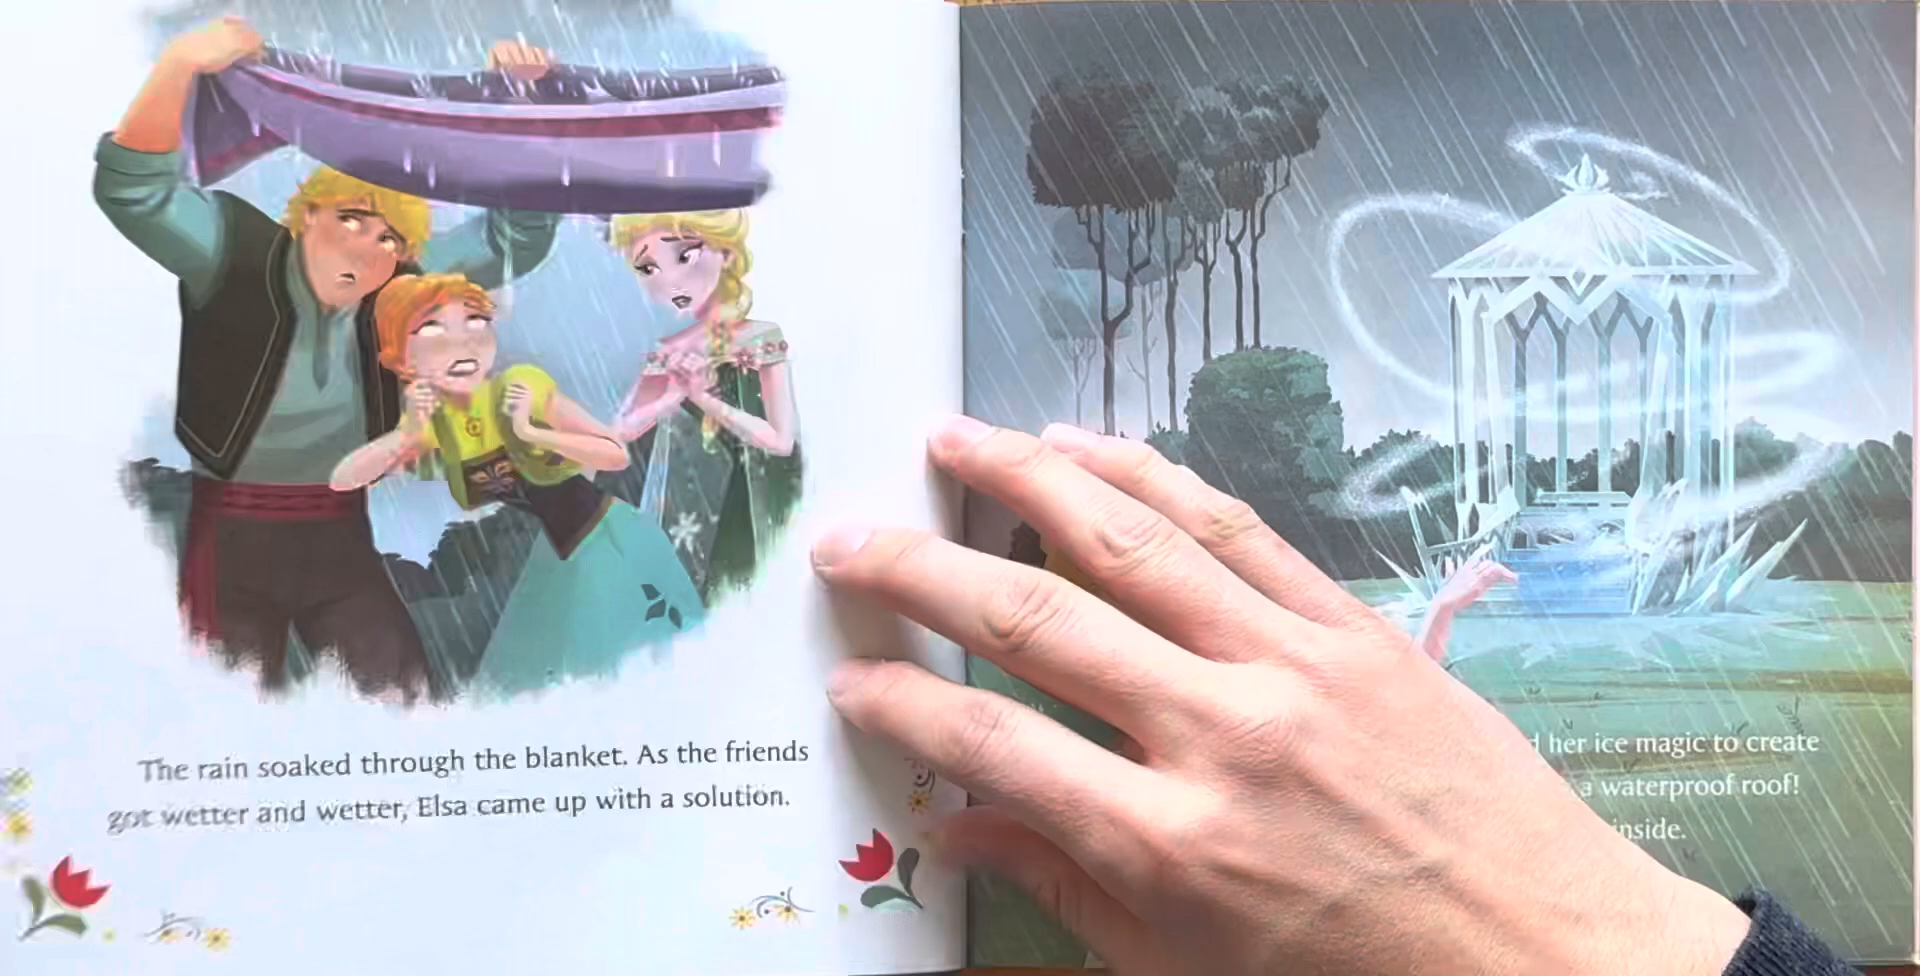 The rain soaked through the blanket. As the friends
got wetter and wetter, Elsa came up with a solution.
her ice magic to create
a waterproof roof!
inside.